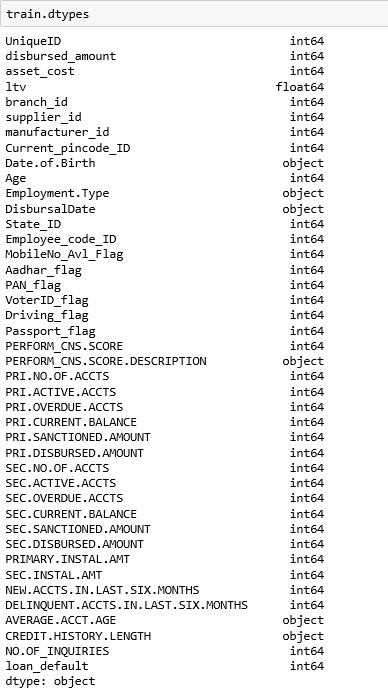 train.dtypes
UniqueID int64
disbursed_amount int64
asset_cost int64
ltv float64
branch_id int64
supplier_id int64
manufacturer_id int64
Current_pincode_ID int64
Date.of.Birth object
Age int64
Employment.Type object
DisbursalDate object
State_ID int64
Employee_code_ID int64
MobileNo_Avl_Flag int64
Aadhar_flag int64
PAN_flag int64
VoterID_flag int64
Driving_flag int64
Passport_flag int64
PERFORM_CNS.SCORE int64
PERFORM_CNS.SCORE.DESCRIPTION object
PRI.NO.OF.ACCTS int64
PRI.ACTIVE.ACCTS int64
PRI.OVERDUE.ACCTS int64
PRI.CURRENT.BALANCE int64
PRI.SANCTIONED.AMOUNT int64
PRI.DISBURSED.AMOUNT int64
SEC.NO.OF.ACCTS int64
SEC.ACTIVE.ACCTS int64
SEC.OVERDUE.ACCTS int64
SEC.CURRENT.BALANCE int64
SEC.SANCTIONED.AMOUNT int64
SEC.DISBURSED.AMOUNT int64
PRIMARY.INSTAL.AMT int64
SEC.INSTAL.AMT int64
NEW.ACCTS.IN.LAST.SIX.MONTHS int64
DELINQUENT.ACCTS.IN.LAST.SIX.MONTHS int64
AVERAGE.ACCT.AGE object
CREDIT.HISTORY.LENGTH object
NO.OF_INQUIRIES int64
loan_default int64
dtype: object